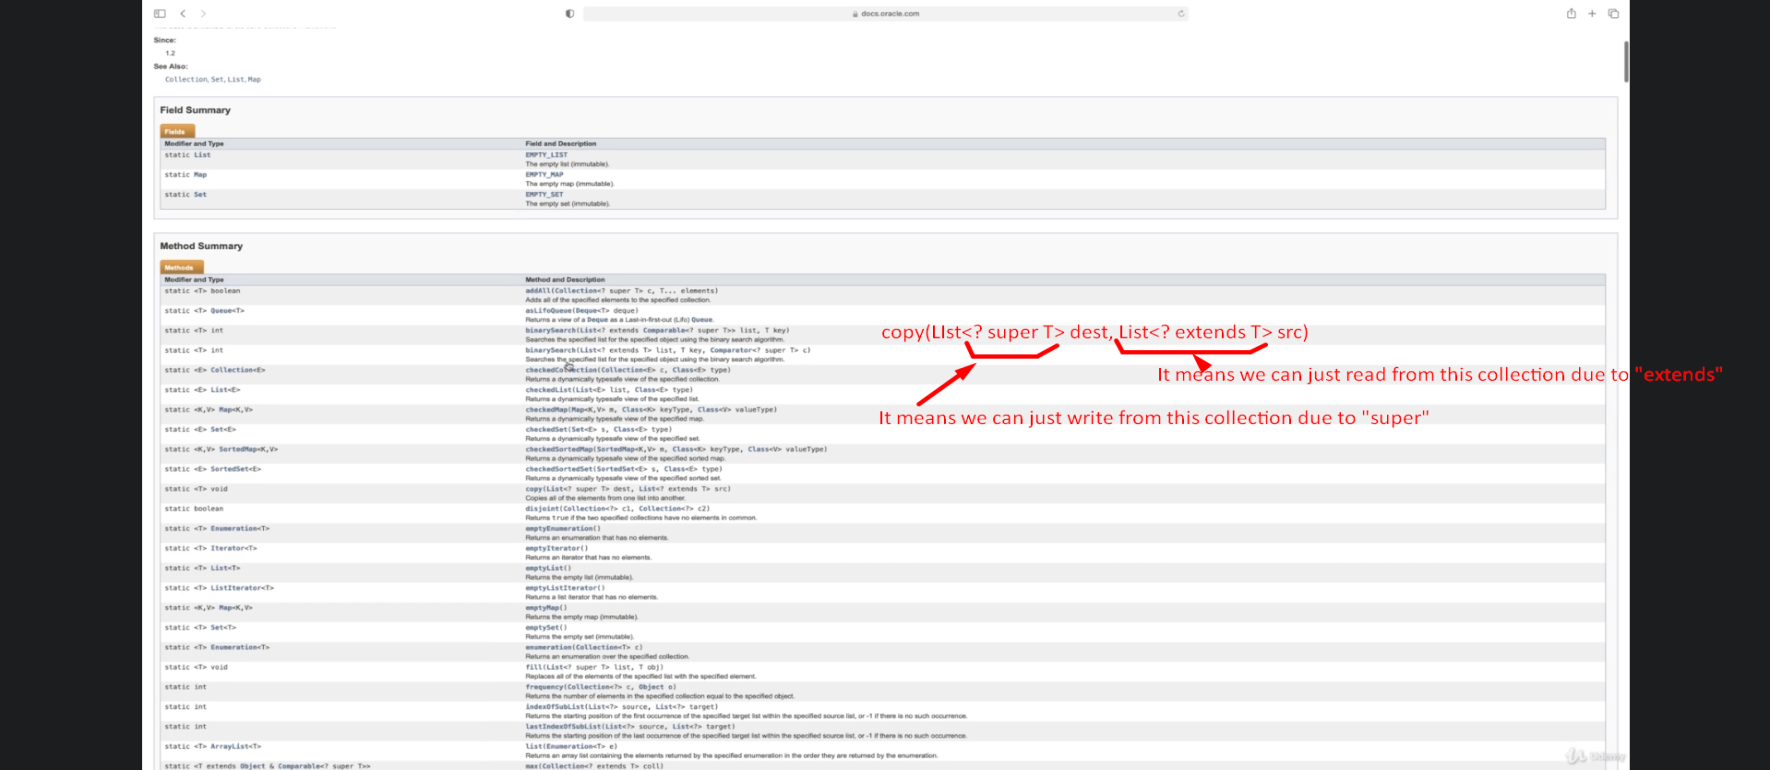 docs.oracle.com
Since:
1.2
See Also:
Collection, Set, List, Map
Field Summary
Fields
Modifier and Type Field and Description
static List EMPTY_LIST
The empty list (immutable).
static Map EMPTY_MAP
The empty map (immutable).
static Set EMPTY_SET
The empty set (immutable).
Method Summary
Methods
Modifier and Type Method and Description
static <T> boolean addAll(Collection<? super T> c, T... elements)
Adds all of the specified elements to the specified collection.
static <T> Queue<T> asLifoQueue(Deque<T> deque)
Returns a view of a Deque as a Last-in-first-out (Lifo) Queue.
static <T> int binarySearch(List<? extends Comparable<? super T>> list, T key)
Searches the specified list for the specified object using the binary search algorithm.
static <T> int binarySearch(List<? extends T> list, T key, Comparator<? super T> c)
Searches the specified list for the specified object using the binary search algorithm.
copy(LIst<? super T> dest, List<? extends T> src)
It means we can just read from this collection due to "extends"
It means we can just write from this collection due to "super"
static <E> Collection<E> checkedCollection(Collection<E> c, Class<E> type)
Returns a dynamically typesafe view of the specified collection.
static <E> List<E> checkedList(List<E> list, Class<E> type)
Returns a dynamically typesafe view of the specified list.
static <K,V> Map<K,V> checkedMap(Map<K,V> m, Class<K> keyType, Class<V> valueType)
Returns a dynamically typesafe view of the specified map.
static <E> Set<E> checkedSet(Set<E> s, Class<E> type)
Returns a dynamically typesafe view of the specified set.
static <K,V> SortedMap<K,V> checkedSortedMap(SortedMap<K,V> m, Class<K> keyType, Class<V> valueType)
Returns a dynamically typesafe view of the specified sorted map.
static <E> SortedSet<E> checkedSortedSet(SortedSet<E> s, Class<E> type)
Returns a dynamically typesafe view of the specified sorted set.
static <T> void copy(List<? super T> dest, List<? extends T> src)
Copies all of the elements from one list into another.
static boolean disjoint(Collection<?> c1, Collection<?> c2)
Returns true if the two specified collections have no elements in common.
static <T> Enumeration<T> emptyEnumeration()
Returns an enumeration that has no elements.
static <T> Iterator<T> emptyIterator()
Returns an iterator that has no elements.
static <T> List<T> emptyList()
Returns the empty list (immutable).
static <T> ListIterator<T> emptyListIterator()
Returns a list iterator that has no elements.
static <K,V> Map<K,V> emptyMap()
Returns the empty map (immutable).
static <T> Set<T> emptySet()
Returns the empty set (immutable).
static <T> Enumeration<T> enumeration(Collection<T> c)
Returns an enumeration over the specified collection.
static <T> void fill(List<? super T> list, T obj)
Replaces all of the elements of the specified list with the specified element.
static int frequency(Collection<?> c, Object o)
Returns the number of elements in the specified collection equal to the specified object.
static int indexOfSubList(List<?> source, List<?> target)
Returns the starting position of the first occurrence of the specified target list within the specified source list, or -1 if there is no such occurrence.
static int lastIndexOfSubList(List<?> source, List<?> target)
Returns the starting position of the last occurrence of the specified target list within the specified source list, or -1 if there is no such occurrence.
static <T> ArrayList<T> list(Enumeration<T> e)
Returns an array list containing the elements returned by the specified enumeration in the order they are returned by the enumeration.
static <T extends Object & Comparable<? super T>> max(Collection<? extends T> coll)
Udemy